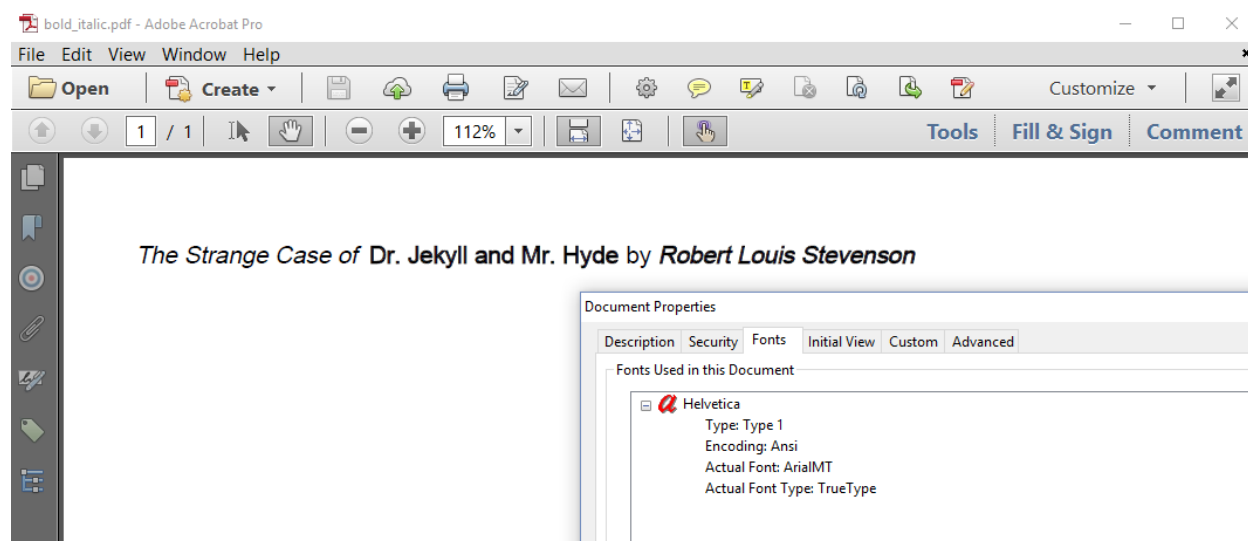 bold_italic.pdf - Adobe Acrobat Pro
File Edit View Window Help
Open Create Customize
1 / 1 112% Tools Fill & Sign Comment
The Strange Case of Dr. Jekyll and Mr. Hyde by Robert Louis Stevenson
Document Properties
Description Security Fonts Initial View Custom Advanced
Fonts Used in this Document
Helvetica
Type: Type 1
Encoding: Ansi
Actual Font: ArialMT
Actual Font Type: TrueType